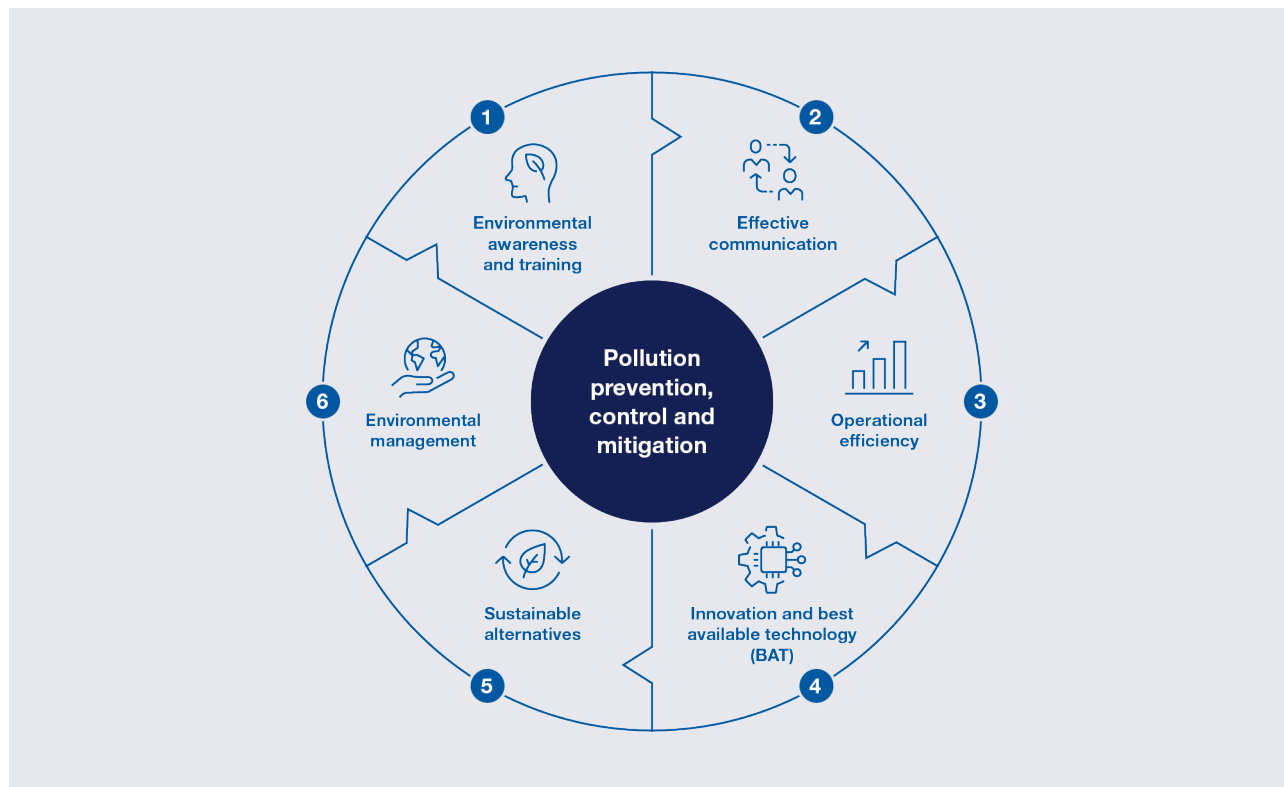 1
Environmental
awareness
and training
2
Effective
communication
3
Operational
efficiency
4
Innovation and best
available technology
(BAT)
5
Sustainable
alternatives
6
Environmental
management
Pollution
prevention,
control and
mitigation